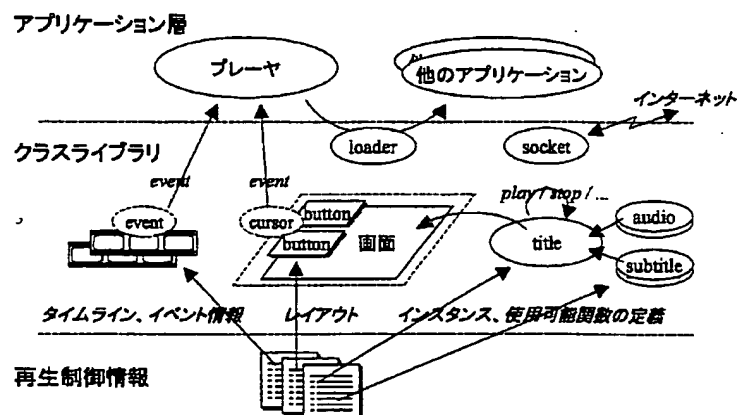 アプリケーション層
プレーヤ
他のアプリケーション
インターネット
loader
socket
クラスライブラリ
event
event
play / stop / ...
event
cursor
button
button
画面
title
audio
subtitle
タイムライン、イベント情報
レイアウト
インスタンス、使用可能関数の定義
再生制御情報